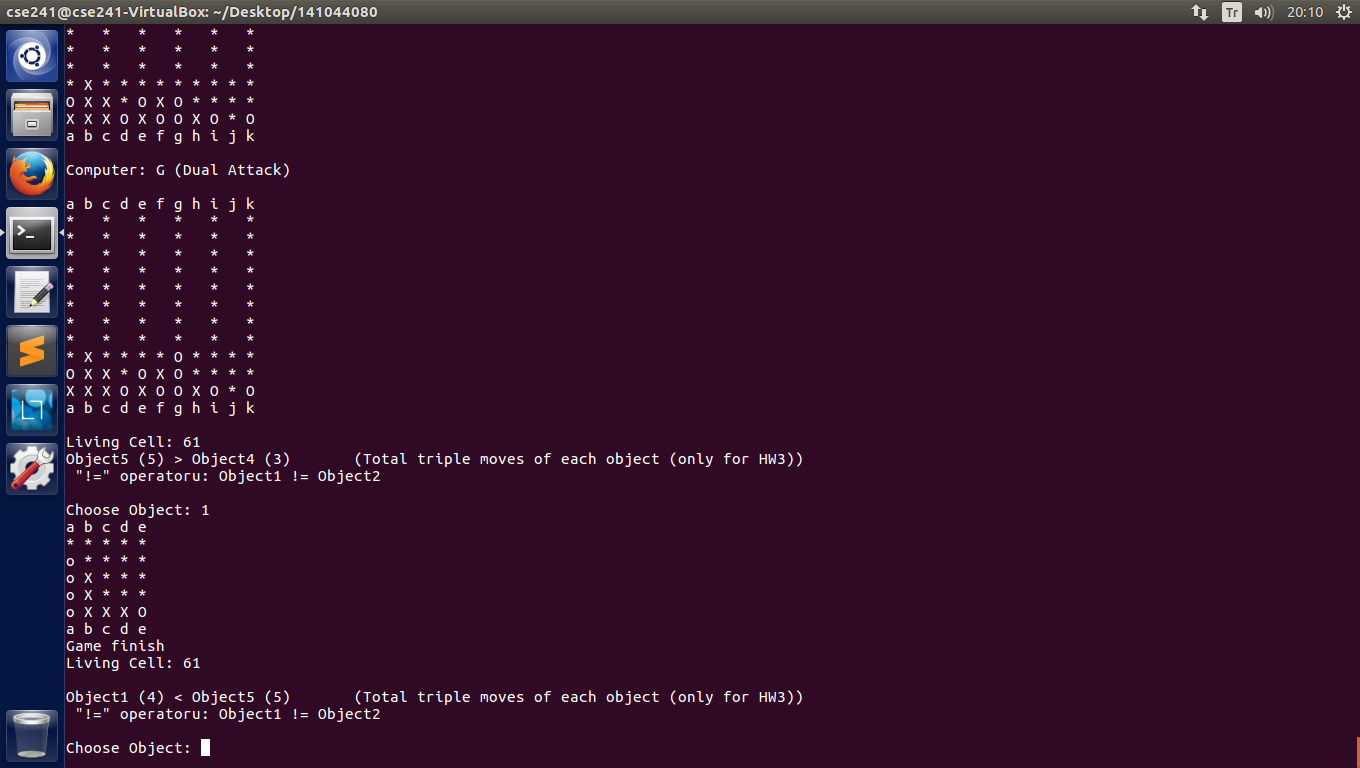 cse241@cse241-VirtualBox: ~/Desktop/141044080
Tr 20:10
*   *   *   *   *   *
*   *   *   *   *   *
*   *   *   *   *   *
* X * * * * * * * * *
O X X * O X O * * * *
X X X O X O O X O * O
a b c d e f g h i j k
Computer: G (Dual Attack)
a b c d e f g h i j k
*   *   *   *   *   *
*   *   *   *   *   *
*   *   *   *   *   *
*   *   *   *   *   *
*   *   *   *   *   *
*   *   *   *   *   *
*   *   *   *   *   *
*   *   *   *   *   *
* X * * * * O * * * *
O X X * O X O * * * *
X X X O X O O X O * O
a b c d e f g h i j k
Living Cell: 61
Object5 (5) > Object4 (3)       (Total triple moves of each object (only for HW3))
 "!=" operatoru: Object1 != Object2
Choose Object: 1
a b c d e
* * * * *
o * * * *
o X * * *
o X * * *
o X X X O
a b c d e
Game finish
Living Cell: 61
Object1 (4) < Object5 (5)       (Total triple moves of each object (only for HW3))
 "!=" operatoru: Object1 != Object2
Choose Object: